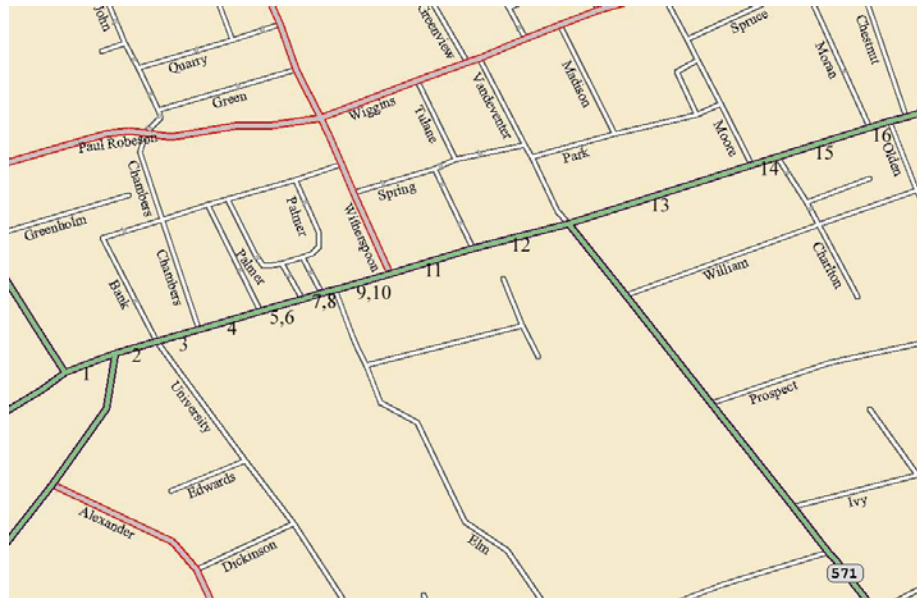 John
Greenview
Spruce
Chestnut
Quarry
Moran
Madison
Vandeventer
Green
Wiggins
Tulane
Paul Robeson
Moore
16
Olden
Park
15
14
Chambers
Spring
Palmer
13
Witherspoon
Greenholm
12
Charlton
William
Chambers
Palmer
11
Bank
9,10
7,8
5,6
4
3
2
1
University
Prospect
Edwards
Ivy
Alexander
Elm
Dickinson
571